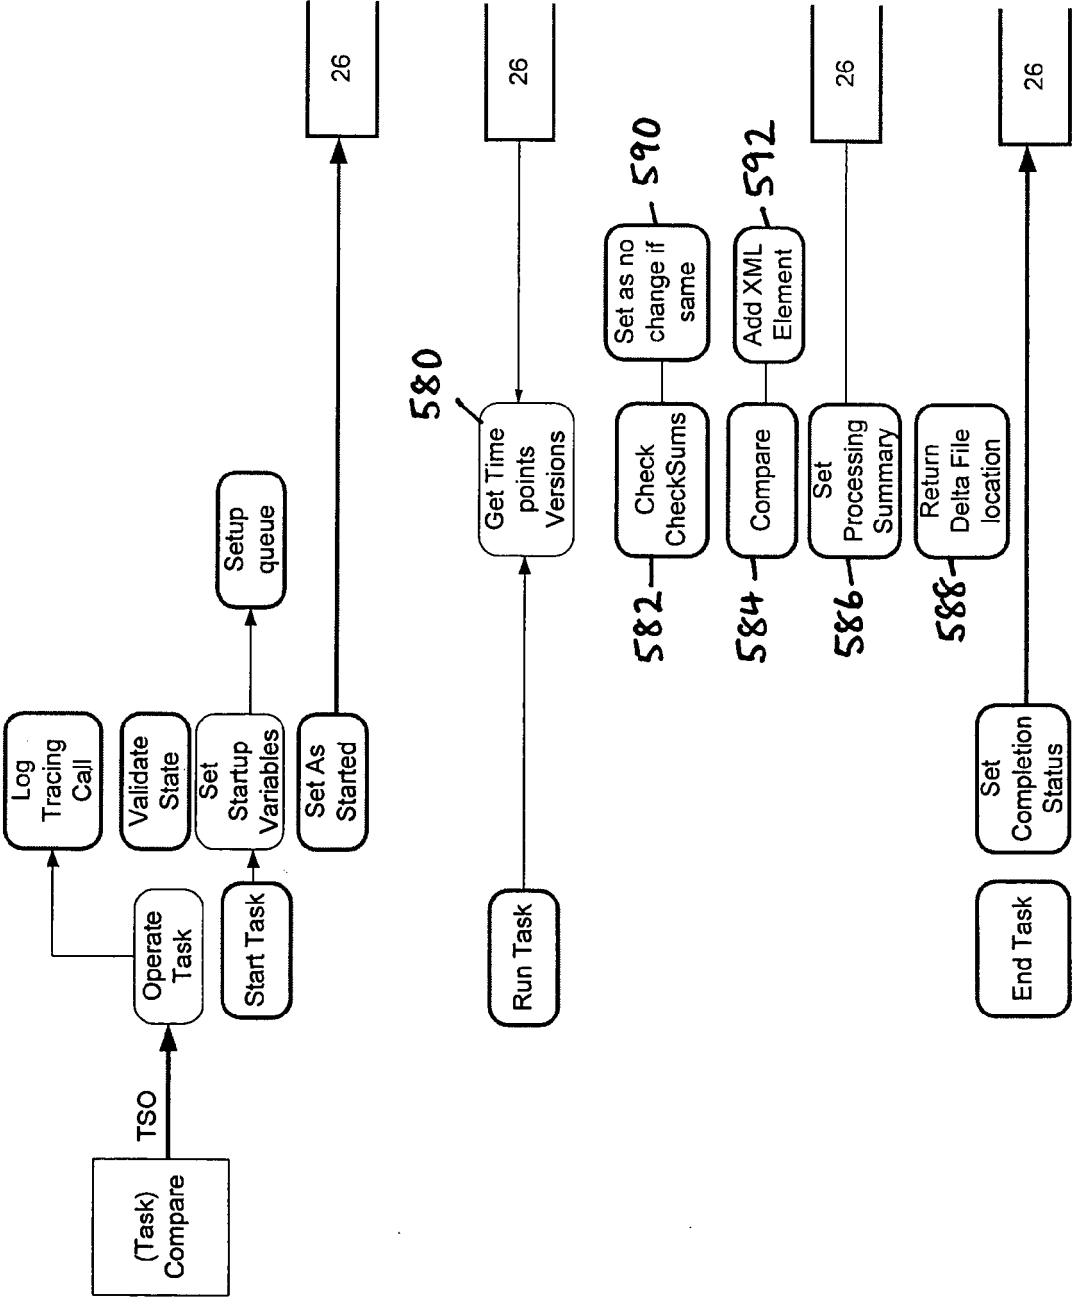 (Task)
Compare
TSO
Operate
Task
Log
Tracing
Call
Validate
State
Start Task
Set
Startup
Variables
Setup
queue
Set As
Started
26
Run Task
580
Get Time
points
Versions
26
582
Check
CheckSums
Set as no
change if
same
590
584
Compare
Add XML
Element
592
586
Set
Processing
Summary
26
588
Return
Delta File
location
End Task
Set
Completion
Status
26